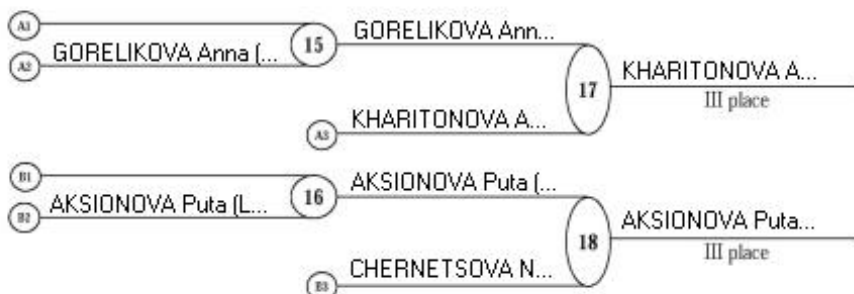 A1
GORELIKOVA Anna (...
A2
15
GORELIKOVA Ann...
KHARITONOVA A...
A3
17
KHARITONOVA A...
III place
B1
AKSIONOVA Puta (L...
B2
16
AKSIONOVA Puta (...
CHERNETSOVA N...
B3
18
AKSIONOVA Puta...
III place